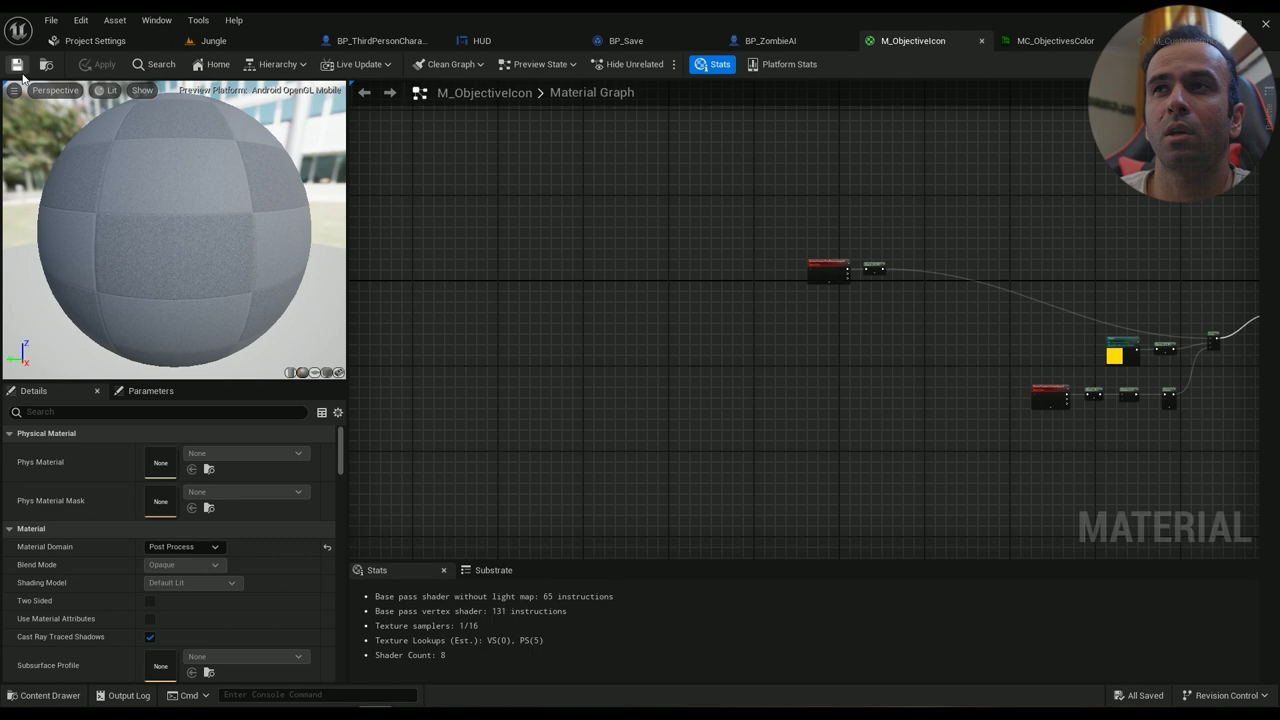 File Edit Asset Window Tools Help
Project Settings Jungle BP_ThirdPersonChara... HUD BP_Save BP_ZombieAI M_ObjectiveIcon MC_ObjectivesColor
Apply Search Home Hierarchy Live Update Clean Graph Preview State Hide Unrelated Stats Platform Stats
Perspective Lit Show Preview Platform: Android OpenGL Mobile
M_ObjectiveIcon > Material Graph
Z
X
Details Parameters
Search
Physical Material
Phys Material None None
Phys Material Mask None None
Material
Material Domain Post Process
Blend Mode Opaque
Shading Model Default Lit
Two Sided
Use Material Attributes
Cast Ray Traced Shadows
Subsurface Profile None None
MATERIAL
Stats Substrate
Base pass shader without light map: 65 instructions
Base pass vertex shader: 131 instructions
Texture samplers: 1/16
Texture Lookups (Est.): VS(0), PS(5)
Shader Count: 8
Content Drawer Output Log Cmd Enter Console Command All Saved Revision Control